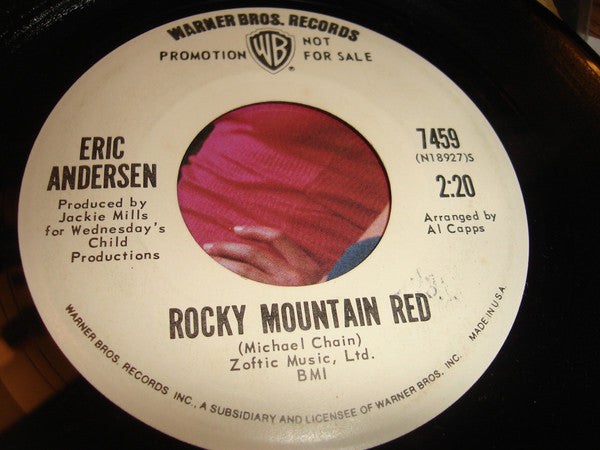 WARNER BROS. RECORDS
PROMOTION NOT FOR SALE
WB
®
ERIC
ANDERSEN
Produced by
Jackie Mills
for Wednesday's
Child
Productions
7459
(N18927)S
2:20
Arranged by
Al Capps
ROCKY MOUNTAIN RED
(Michael Chain)
Zoftic Music, Ltd.
BMI
WARNER BROS. RECORDS INC., A SUBSIDIARY AND LICENSEE OF WARNER BROS. INC. MADE IN U.S.A.